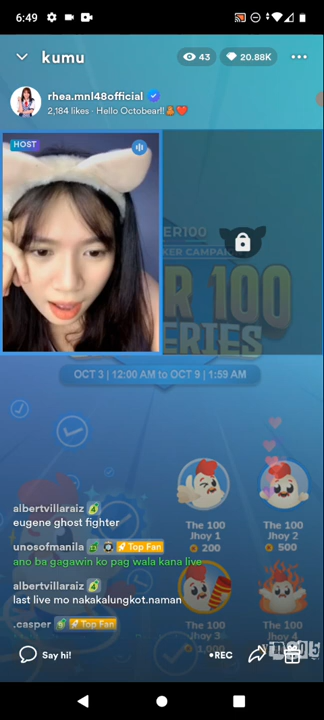 6:49
kumu
43
20.88K
rhea.mnl48official
2,184 likes · Hello Octobear!!
HOST
ER100
KER CAMPAI
R 100
ERIES
OCT 3 | 12:00 AM to OCT 9 | 1:59 AM
albertvillaraiz
eugene ghost fighter
The 100
Jhoy 1
200
The 100
Jhoy 2
500
unosofmanila Top Fan
ano ba gagawin ko pag wala kana live
albertvillaraiz
last live mo nakakalungkot.naman
.casper Top Fan
The 100
Jhoy 3
The 100
Jhoy 4
Say hi!
REC